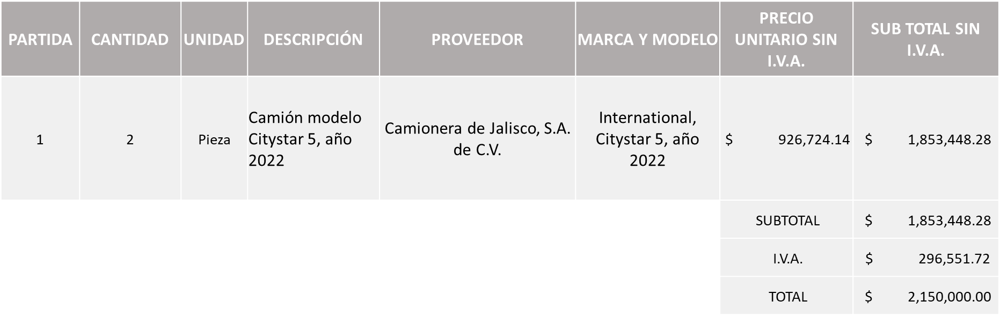 PARTIDA CANTIDAD UNIDAD DESCRIPCIÓN PROVEEDOR MARCA Y MODELO PRECIO UNITARIO SIN I.V.A. SUB TOTAL SIN I.V.A.
1 2 Pieza Camión modelo Citystar 5, año 2022 Camionera de Jalisco, S.A. de C.V. International, Citystar 5, año 2022 $ 926,724.14 $ 1,853,448.28
SUBTOTAL $ 1,853,448.28
I.V.A. $ 296,551.72
TOTAL $ 2,150,000.00